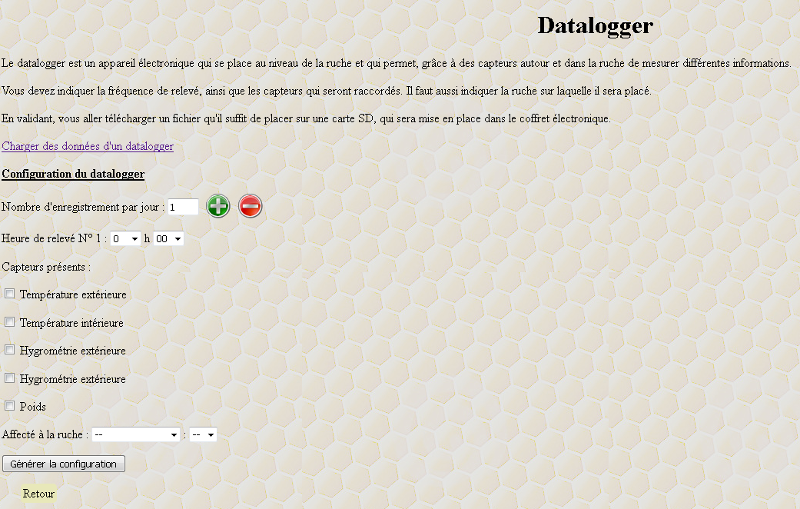 Datalogger
Le datalogger est un appareil électronique qui se place au niveau de la ruche et qui permet, grâce à des capteurs autour et dans la ruche de mesurer différentes informations.
Vous devez indiquer la fréquence de relevé, ainsi que les capteurs qui seront raccordés. Il faut aussi indiquer la ruche sur laquelle il sera placé.
En validant, vous aller télécharger un fichier qu'il suffit de placer sur une carte SD, qui sera mise en place dans le coffret électronique.
Charger des données d'un datalogger
Configuration du datalogger
Nombre d'enregistrement par jour : 1
Heure de relevé N° 1 : 0 h 00
Capteurs présents :
Température extérieure
Température intérieure
Hygrométrie extérieure
Hygrométrie extérieure
Poids
Affecté à la ruche : -- : --
Générer la configuration
Retour